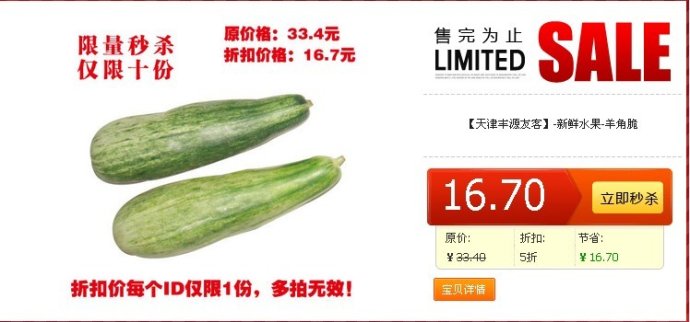 限量秒杀
仅限十份
原价格：33.4元
折扣价格：16.7元
折扣价每个ID仅限1份，多拍无效！
售完为止
LIMITED
SALE
【天津丰源友客】-新鲜水果-羊角脆
16.70
立即秒杀
原价：
折扣：
节省：
￥33.40
5折
￥16.70
宝贝详情